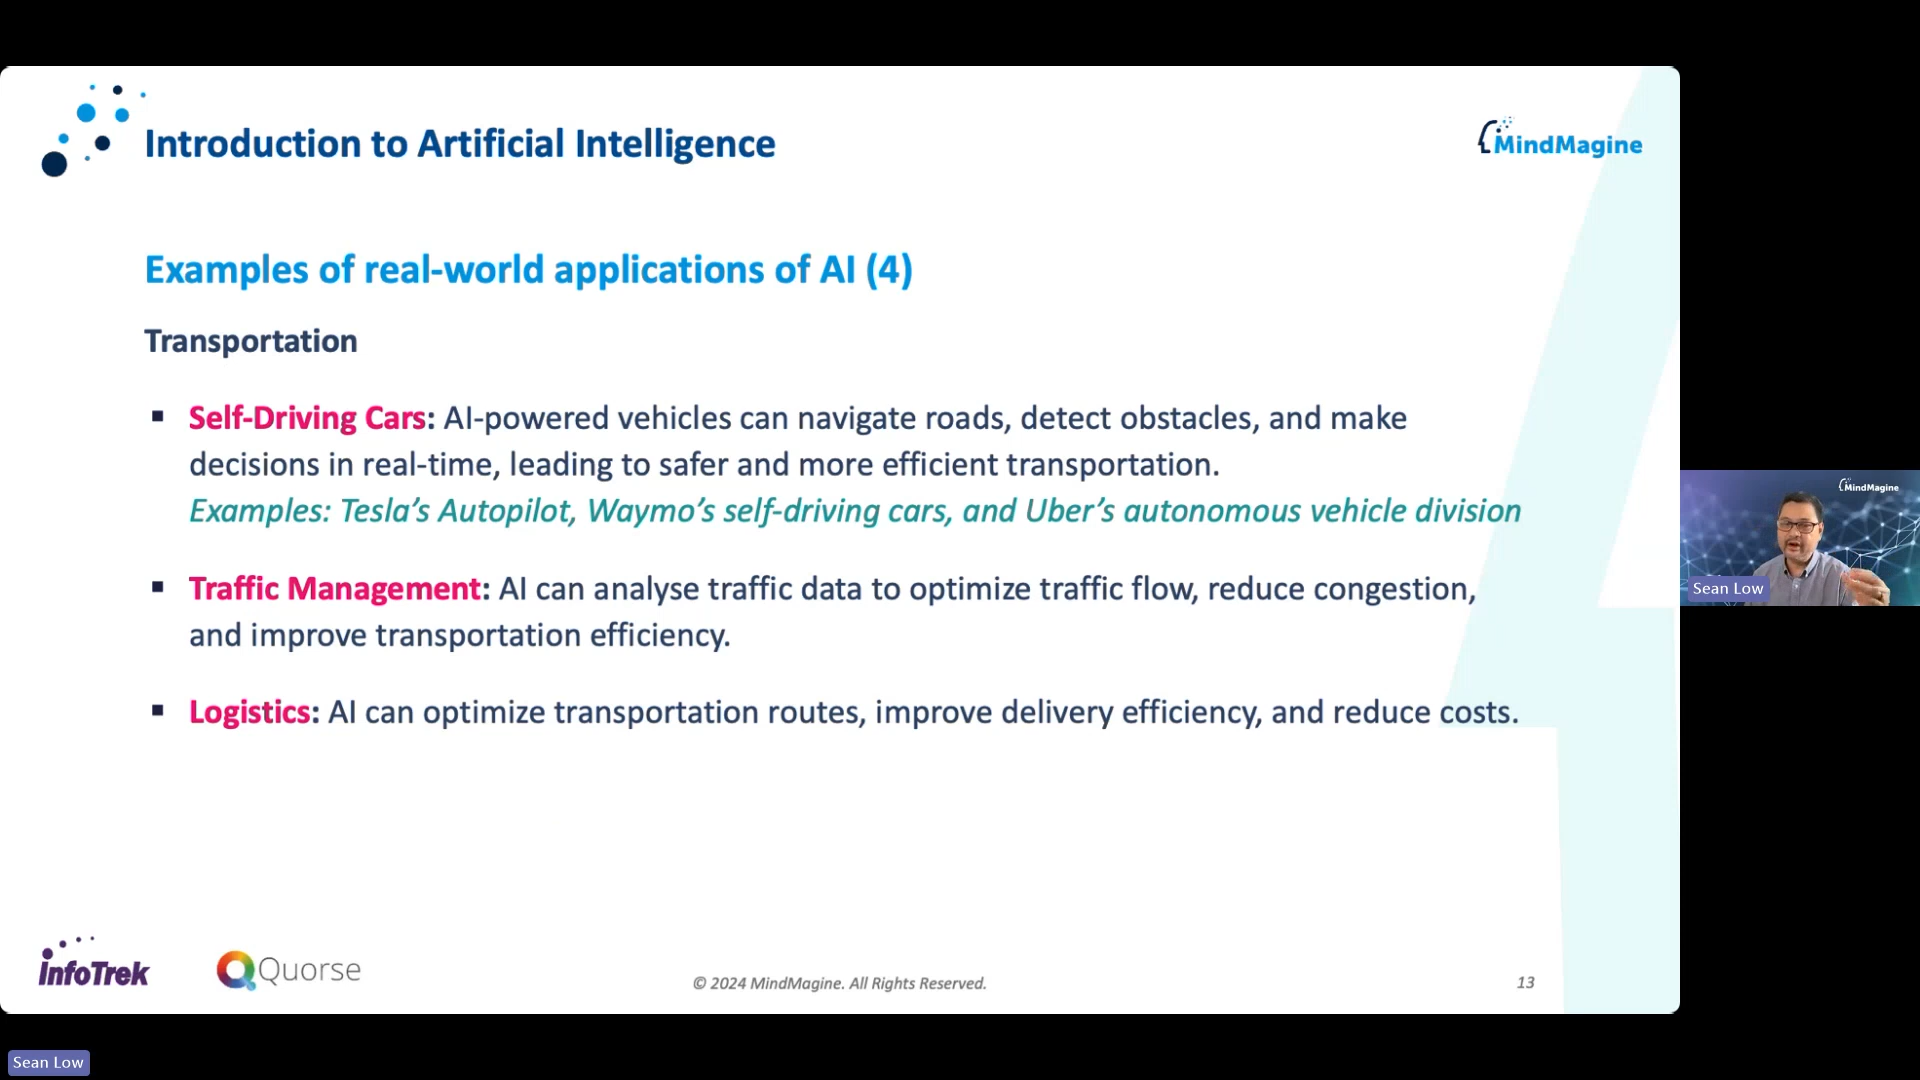 Introduction to Artificial Intelligence
MindMagine
Examples of real-world applications of AI (4)
Transportation
▪ Self-Driving Cars: AI-powered vehicles can navigate roads, detect obstacles, and make
decisions in real-time, leading to safer and more efficient transportation.
Examples: Tesla’s Autopilot, Waymo’s self-driving cars, and Uber’s autonomous vehicle division
▪ Traffic Management: AI can analyse traffic data to optimize traffic flow, reduce congestion,
and improve transportation efficiency.
▪ Logistics: AI can optimize transportation routes, improve delivery efficiency, and reduce costs.
infoTrek
Quorse
© 2024 MindMagine. All Rights Reserved.
13
MindMagine
Sean Low
Sean Low